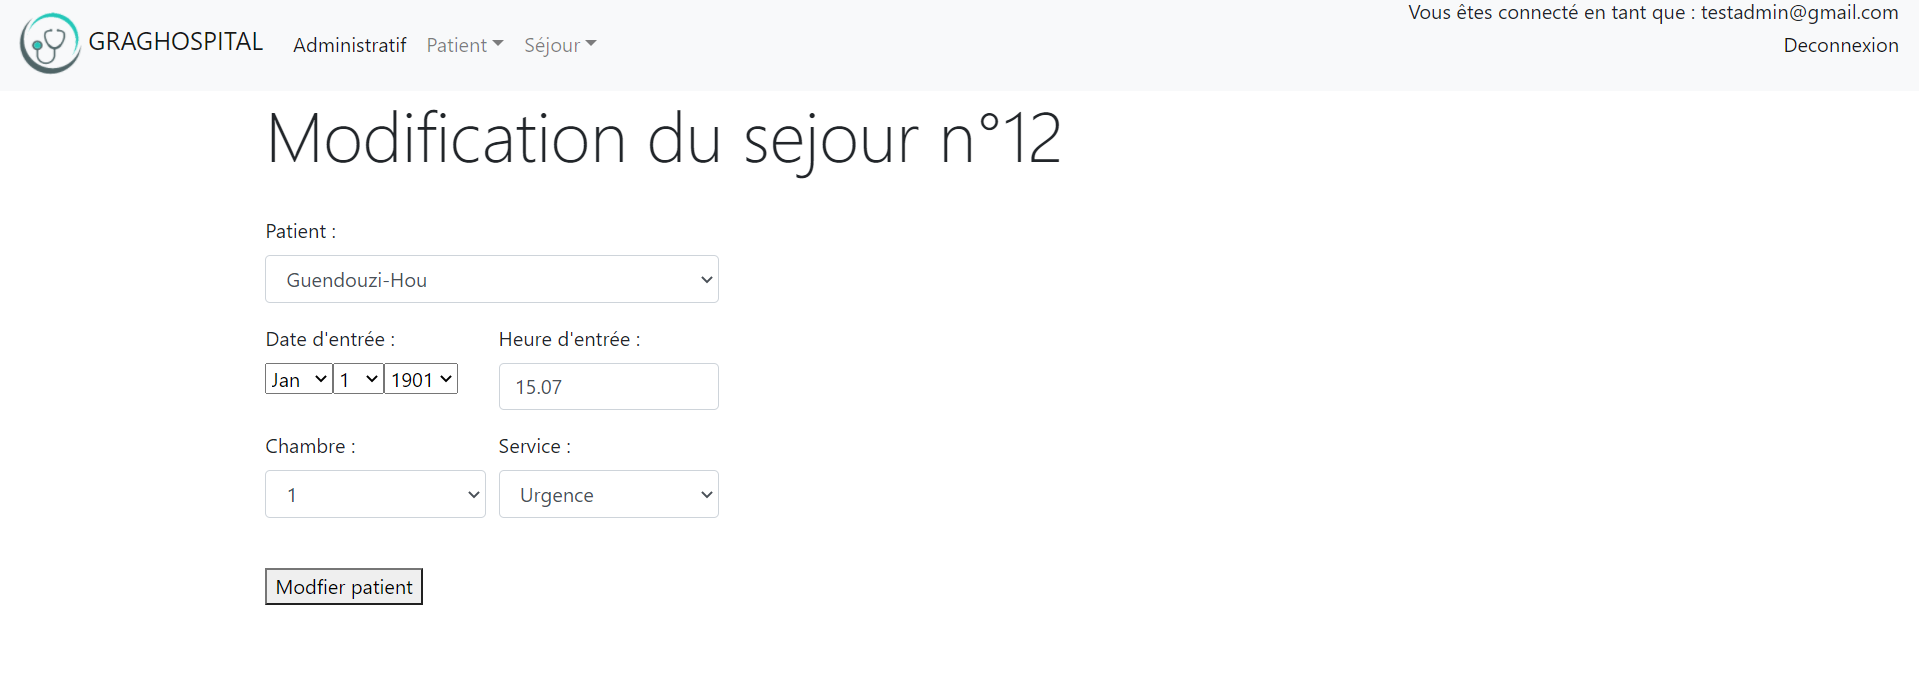 GRAGHOSPITAL Administratif Patient Séjour
Vous êtes connecté en tant que : testadmin@gmail.com
Deconnexion
Modification du sejour n°12
Patient :
Guendouzi-Hou
Date d'entrée : Heure d'entrée :
Jan 1 1901 15.07
Chambre : Service :
1 Urgence
Modfier patient